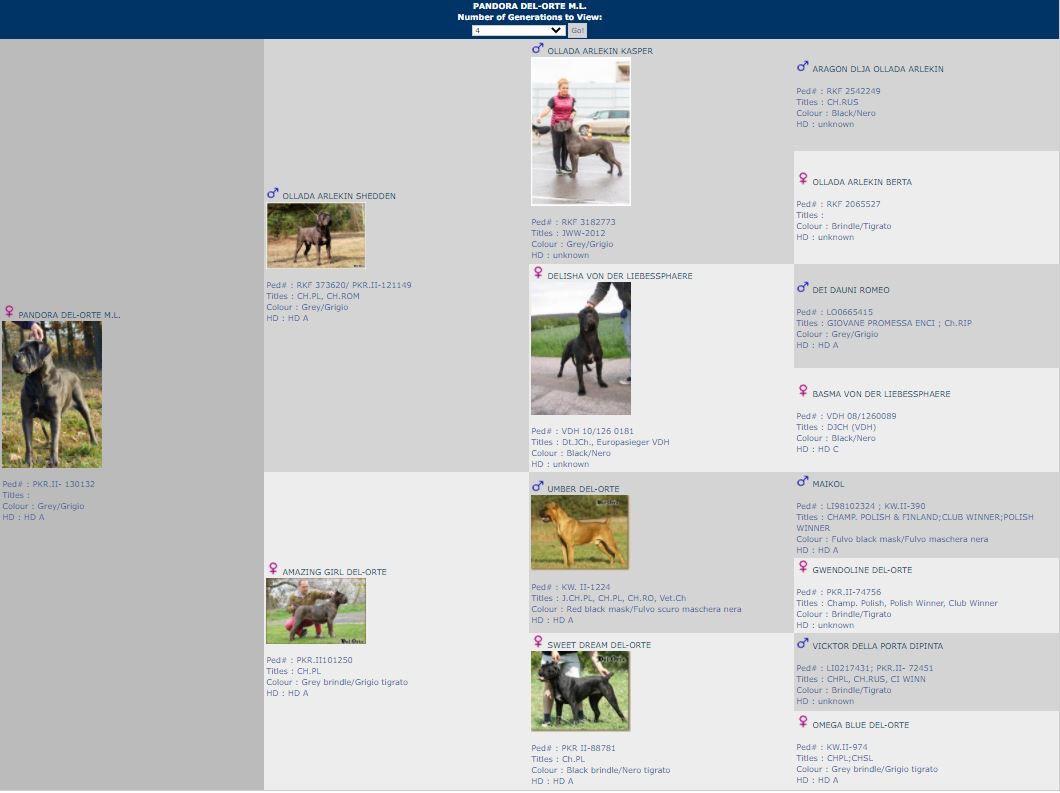 PANDORA DEL-ORTE M.L.
Number of Generations to View:
4 Go!
PANDORA DEL-ORTE M.L.
Ped# : PKR.II- 130132
Titles :
Colour : Grey/Grigio
HD : HD A
OLLADA ARLEKIN SHEDDEN
Ped# : RKF 373620/ PKR.II-121149
Titles : CH.PL, CH.ROM
Colour : Grey/Grigio
HD : HD A
AMAZING GIRL DEL-ORTE
Ped# : PKR.II101250
Titles : CH.PL
Colour : Grey brindle/Grigio tigrato
HD : HD A
OLLADA ARLEKIN KASPER
Ped# : RKF 3182773
Titles : JWW-2012
Colour : Grey/Grigio
HD : unknown
DELISHA VON DER LIEBESSPHAERE
Ped# : VDH 10/126 0181
Titles : Dt.JCh., Europasieger VDH
Colour : Black/Nero
HD : unknown
UMBER DEL-ORTE
Ped# : KW. II-1224
Titles : J.CH.PL, CH.PL, CH.RO, Vet.Ch
Colour : Red black mask/Fulvo scuro maschera nera
HD : HD A
SWEET DREAM DEL-ORTE
Ped# : PKR II-88781
Titles : Ch.PL
Colour : Black brindle/Nero tigrato
HD : HD A
ARAGON DLJA OLLADA ARLEKIN
Ped# : RKF 2542249
Titles : CH.RUS
Colour : Black/Nero
HD : unknown
OLLADA ARLEKIN BERTA
Ped# : RKF 2065527
Titles :
Colour : Brindle/Tigrato
HD : unknown
DEI DAUNI ROMEO
Ped# : LO0665415
Titles : GIOVANE PROMESSA ENCI ; Ch.RIP
Colour : Grey/Grigio
HD : HD A
BASMA VON DER LIEBESSPHAERE
Ped# : VDH 08/1260089
Titles : DJCH (VDH)
Colour : Black/Nero
HD : HD C
MAIKOL
Ped# : LI98102324 ; KW.II-390
Titles : CHAMP. POLISH & FINLAND;CLUB WINNER;POLISH
WINNER
Colour : Fulvo black mask/Fulvo maschera nera
HD : HD A
GWENDOLINE DEL-ORTE
Ped# : PKR.II-74756
Titles : Champ. Polish, Polish Winner, Club Winner
Colour : Brindle/Tigrato
HD : unknown
VICKTOR DELLA PORTA DIPINTA
Ped# : LI0217431; PKR.II- 72451
Titles : CHPL, CH.RUS, CI WINN
Colour : Brindle/Tigrato
HD : unknown
OMEGA BLUE DEL-ORTE
Ped# : KW.II-974
Titles : CHPL;CHSL
Colour : Grey brindle/Grigio tigrato
HD : HD A